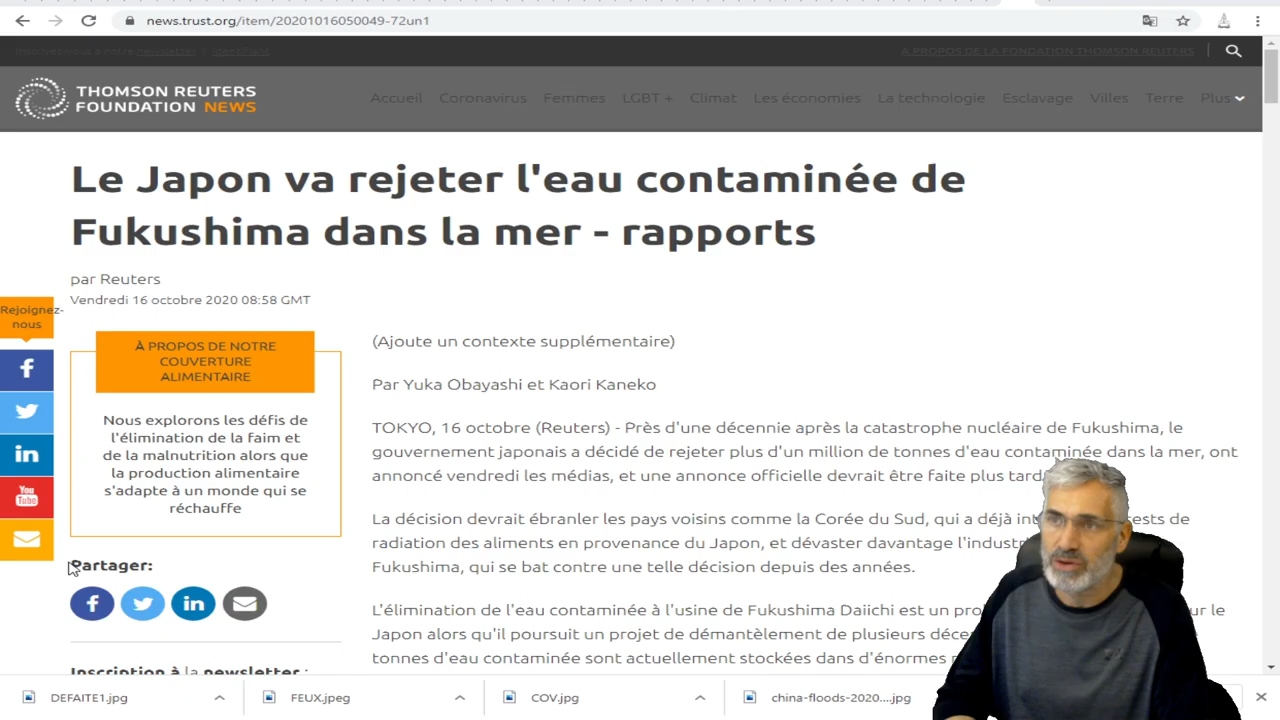 news.trust.org/item/20201016050049-72un1
Inscrivez-vous à notre newsletter
A PROPOS DE LA FONDATION THOMSON REUTERS
THOMSON REUTERS
FOUNDATION NEWS
Accueil Coronavirus Femmes LGBT + Climat Les économies La technologie Esclavage Villes Terre Plus
Le Japon va rejeter l'eau contaminée de
Fukushima dans la mer - rapports
par Reuters
Vendredi 16 octobre 2020 08:58 GMT
Rejoignez-
nous
À PROPOS DE NOTRE
COUVERTURE
ALIMENTAIRE
Nous explorons les défis de
l'élimination de la faim et
de la malnutrition alors que
la production alimentaire
s'adapte à un monde qui se
réchauffe
You
Tube
Partager:
Inscription à la newsletter :
(Ajoute un contexte supplémentaire)
Par Yuka Obayashi et Kaori Kaneko
TOKYO, 16 octobre (Reuters) - Près d'une décennie après la catastrophe nucléaire de Fukushima, le
gouvernement japonais a décidé de rejeter plus d'un million de tonnes d'eau contaminée dans la mer, ont
annoncé vendredi les médias, et une annonce officielle devrait être faite plus tard
La décision devrait ébranler les pays voisins comme la Corée du Sud, qui a déjà
radiation des aliments en provenance du Japon, et dévaster davantage
Fukushima, qui se bat contre une telle décision depuis des années.
L'élimination de l'eau contaminée à l'usine de Fukushima Daiichi est un le
Japon alors qu'il poursuit un projet de démantèlement de plusieurs
tonnes d'eau contaminée sont actuellement stockées dans d'énormes
DEFAITE1.jpg
FEUX.jpeg
COV.jpg
china-floods-2020....jpg